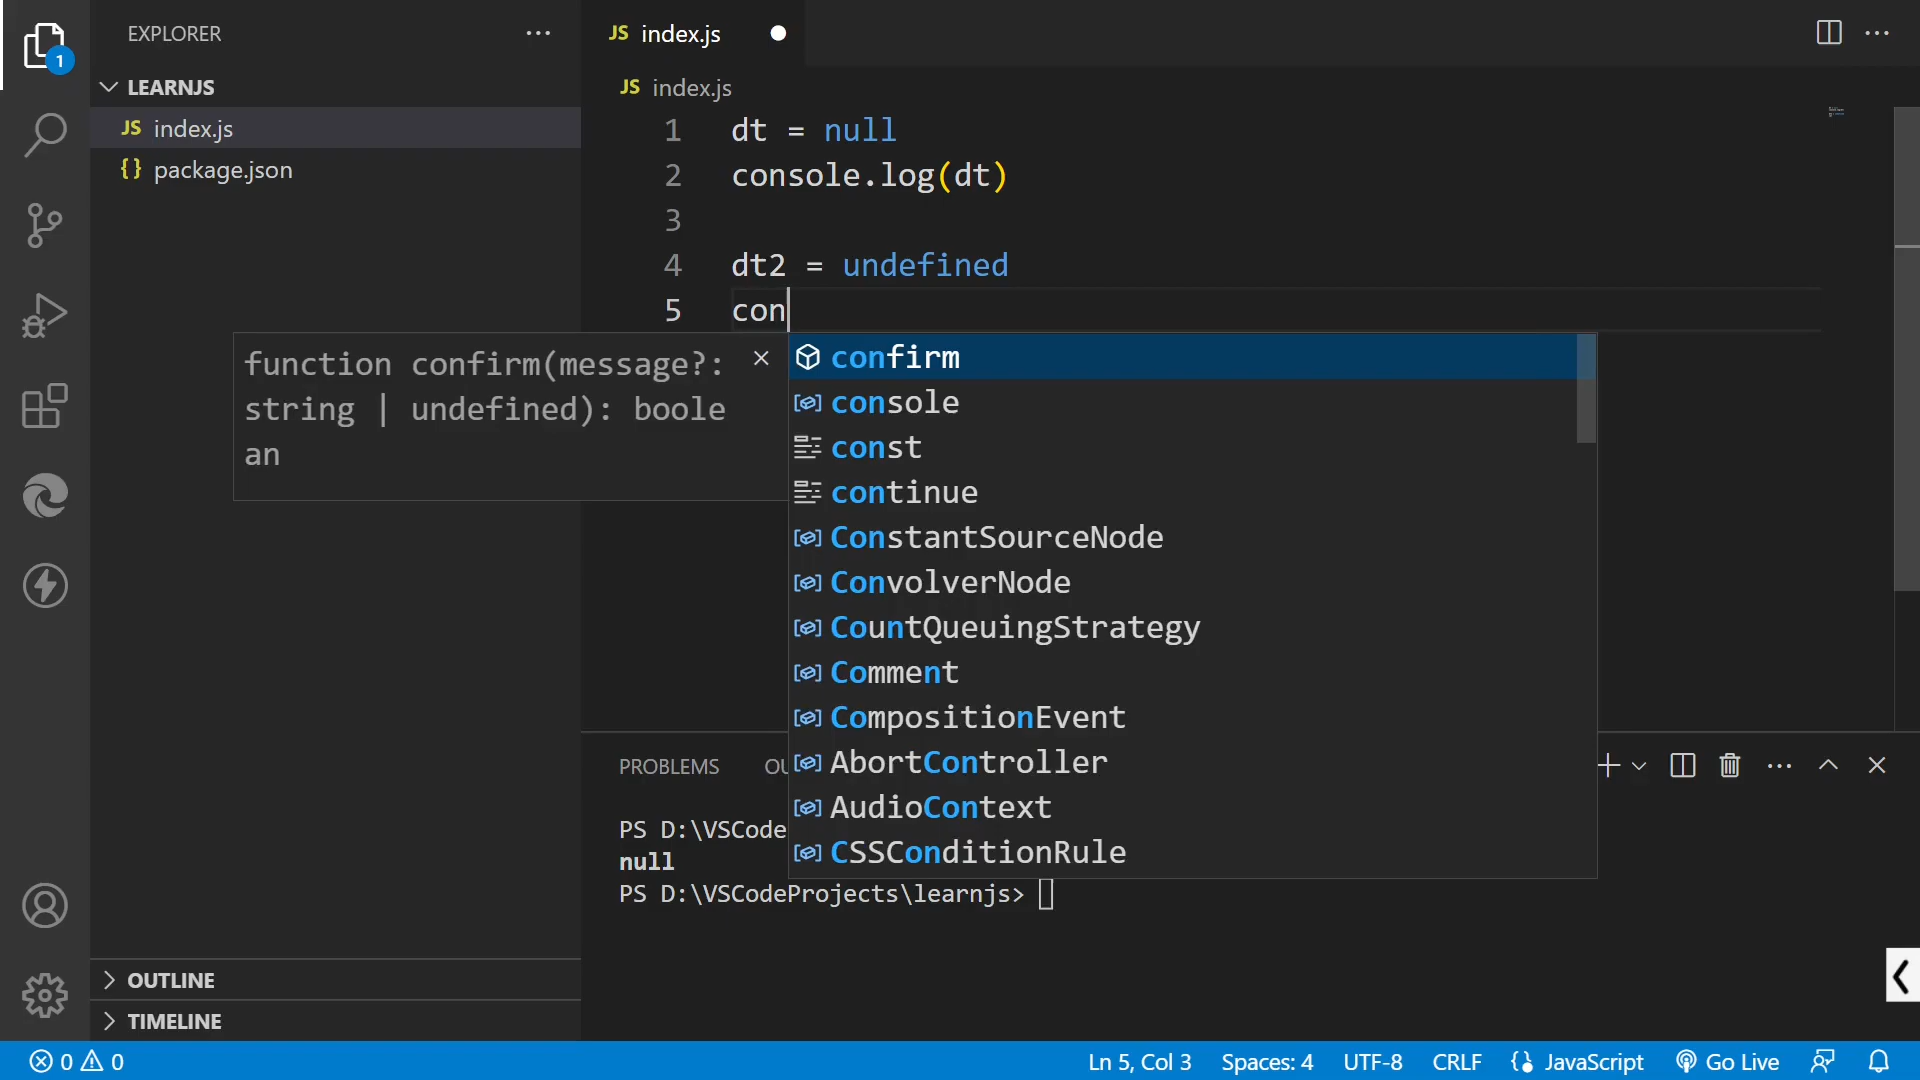 EXPLORER
1
LEARNJS
JS index.js
{} package.json
OUTLINE
TIMELINE
JS index.js
JS index.js
1 dt = null
2 console.log(dt)
3
4 dt2 = undefined
5 con
function confirm(message?:
string | undefined): boole
an
confirm
console
const
continue
ConstantSourceNode
ConvolverNode
CountQueuingStrategy
Comment
CompositionEvent
AbortController
AudioContext
CSSConditionRule
PROBLEMS OU
PS D:\VSCode
null
PS D:\VSCodeProjects\learnjs>
0 0 Ln 5, Col 3 Spaces: 4 UTF-8 CRLF {} JavaScript Go Live